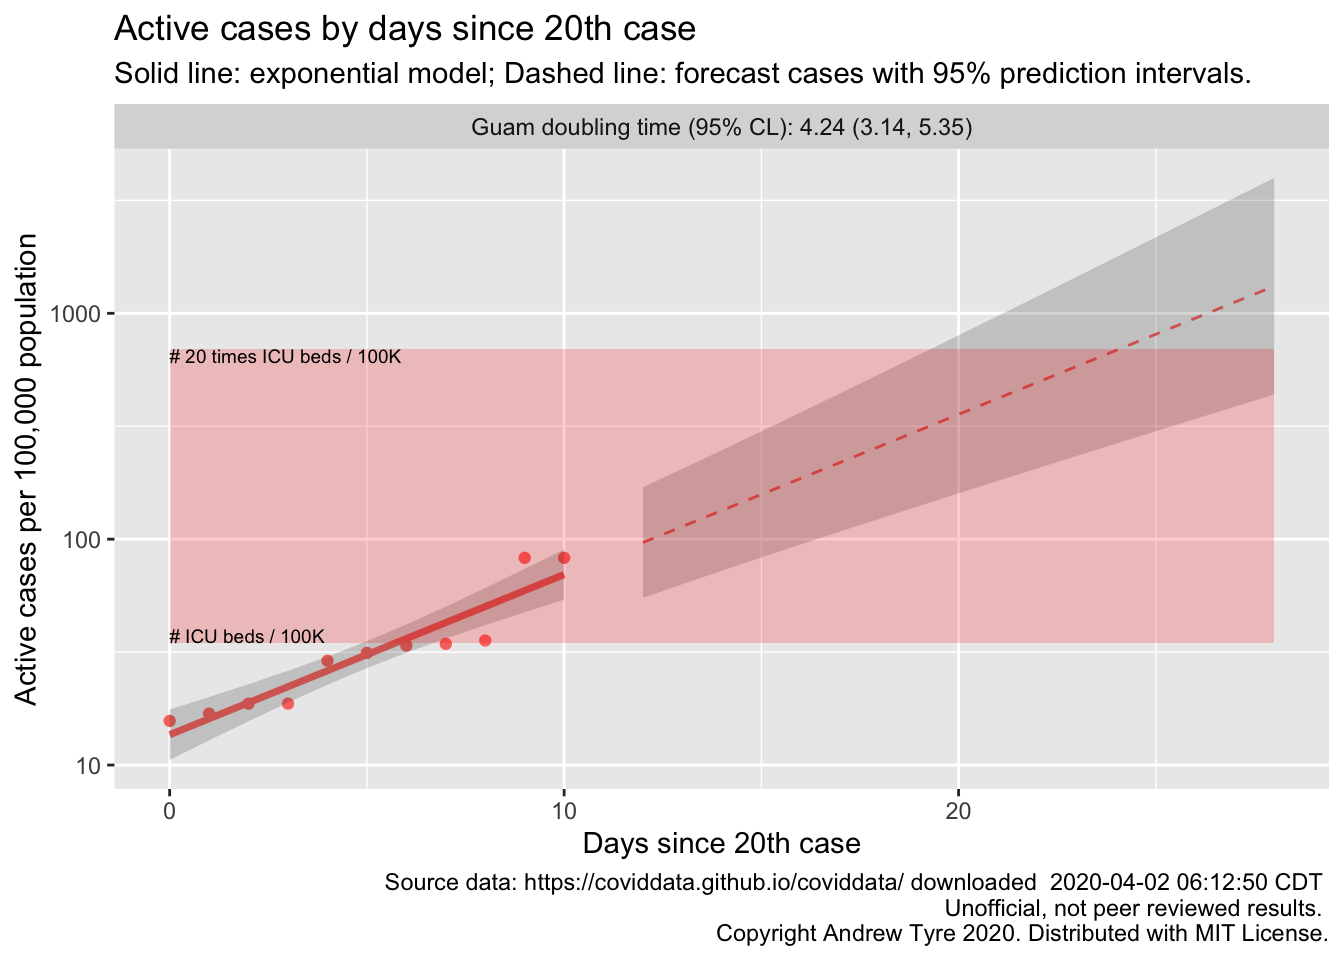 Active cases by days since 20th case
Solid line: exponential model; Dashed line: forecast cases with 95% prediction intervals.
Guam doubling time (95% CL): 4.24 (3.14, 5.35)
Active cases per 100,000 population
1000
# 20 times ICU beds / 100K
100
# ICU beds / 100K
10
0
10
20
Days since 20th case
Source data: https://coviddata.github.io/coviddata/ downloaded  2020-04-02 06:12:50 CDT
Unofficial, not peer reviewed results.
Copyright Andrew Tyre 2020. Distributed with MIT License.